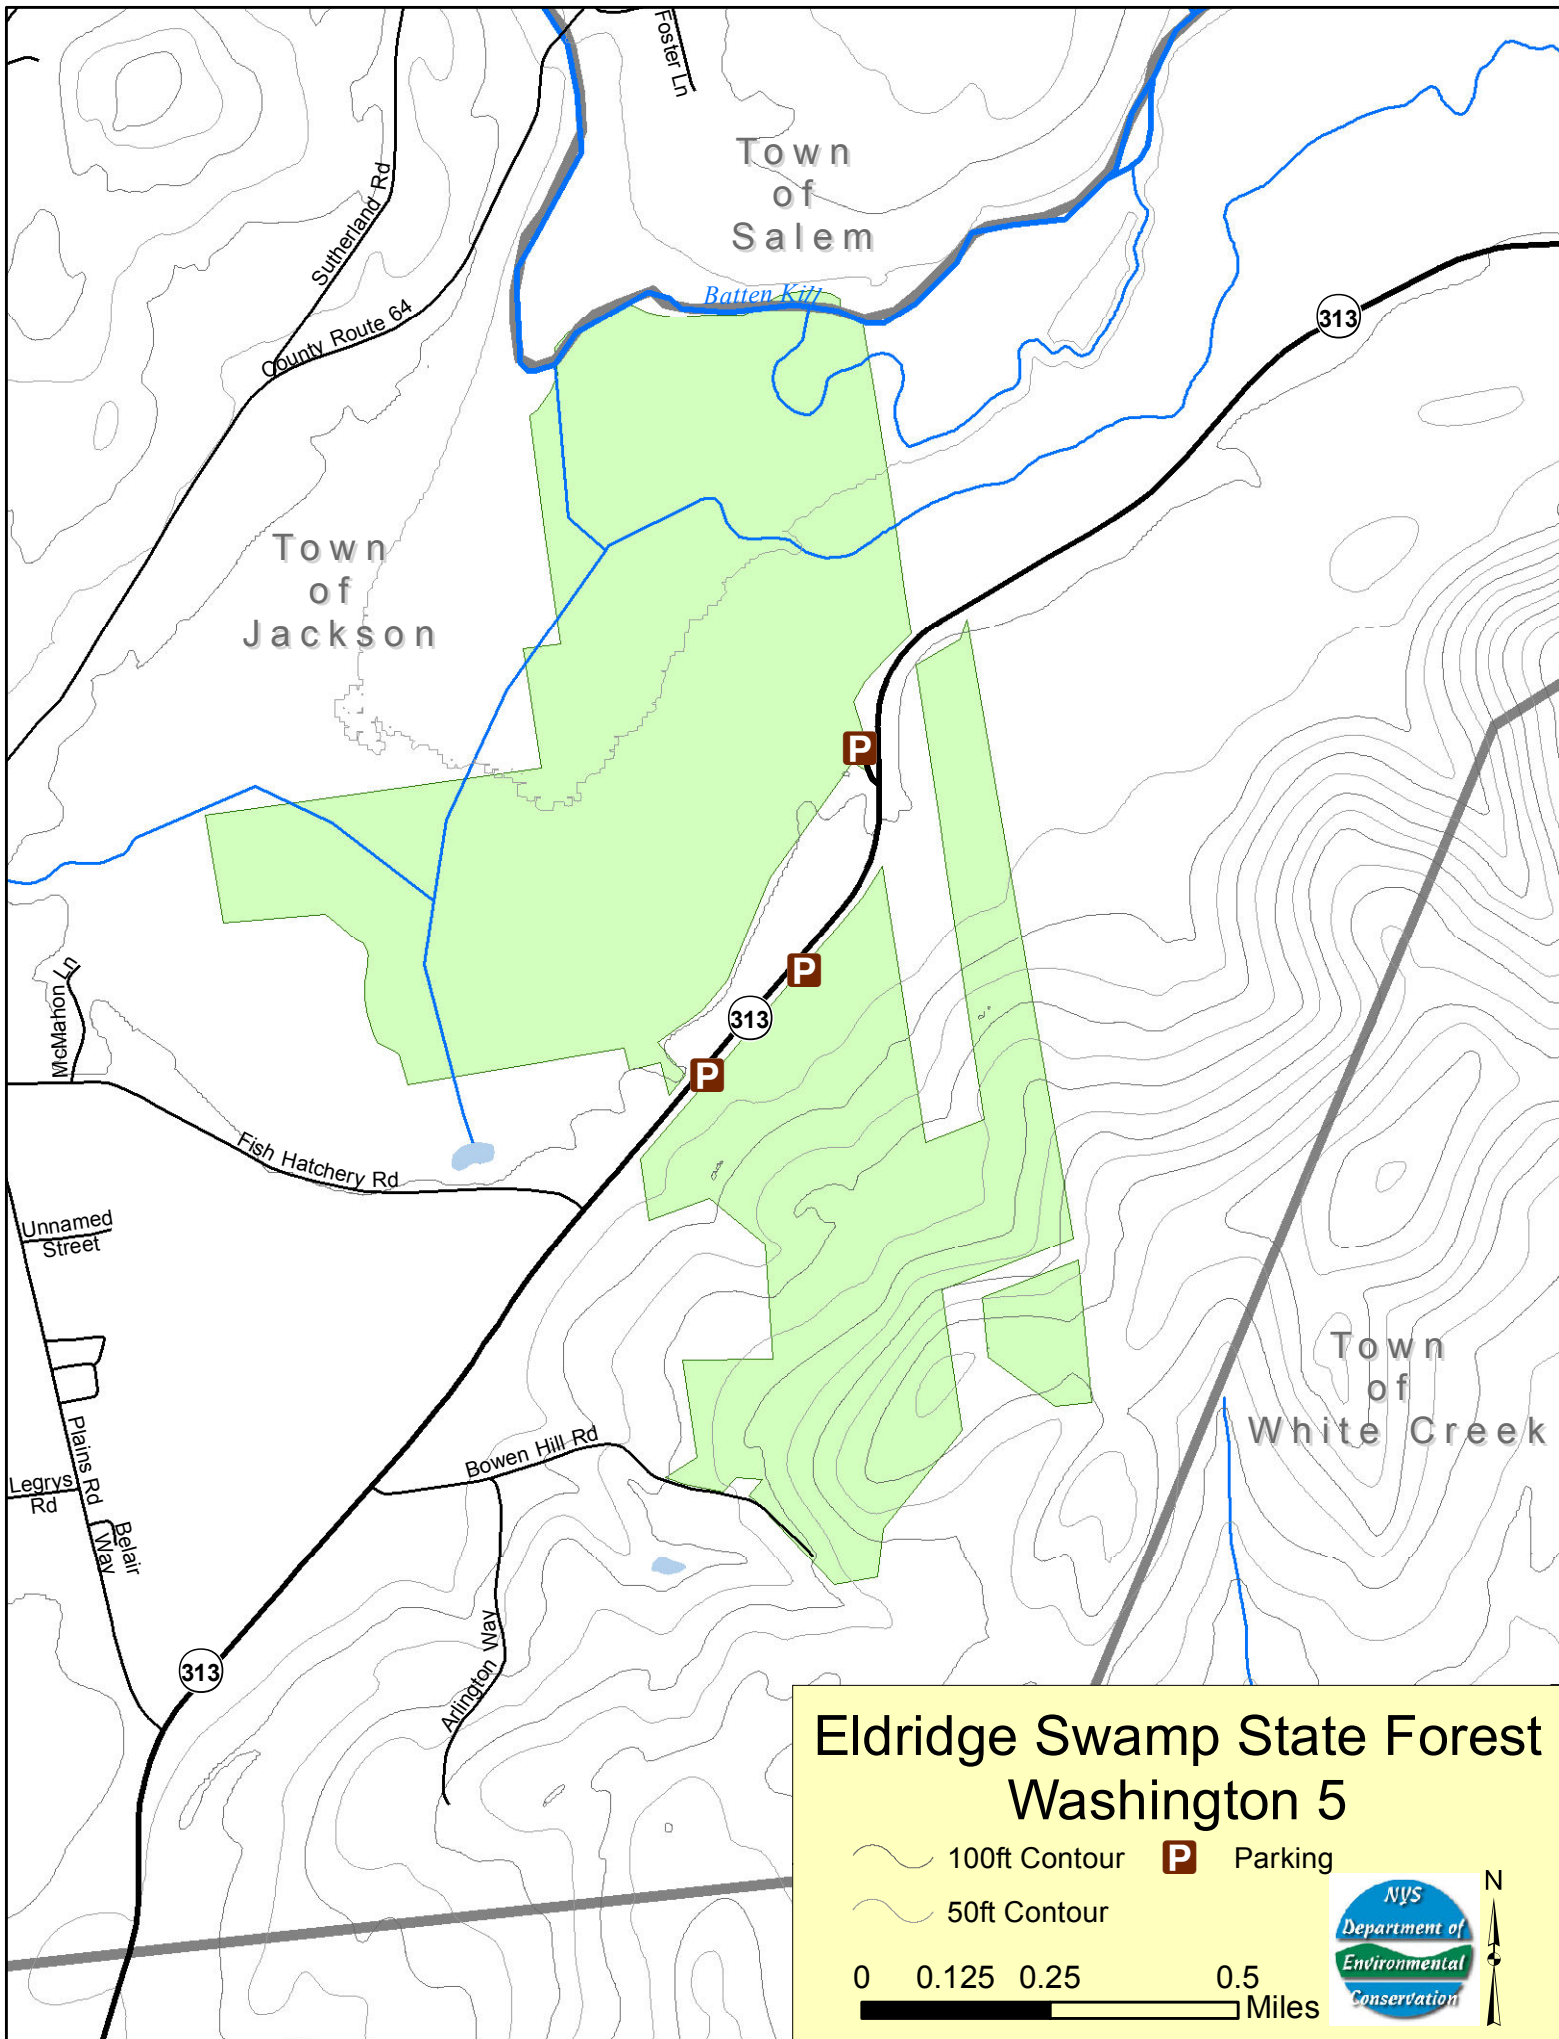 Foster Ln
Town
of
Salem
Sutherland Rd
Batten Kill
County Route 64
313
Town
of
Jackson
P
P
McMahon Ln
313
P
Fish Hatchery Rd
Unnamed
Street
Town
of
White Creek
Plains Rd
Bowen Hill Rd
Legrys
Rd
Belair
Way
Arlington Way
313
Eldridge Swamp State Forest
Washington 5
100ft Contour
P Parking
50ft Contour
N
NYS
Department of
Environmental
Conservation
0 0.125 0.25 0.5
Miles